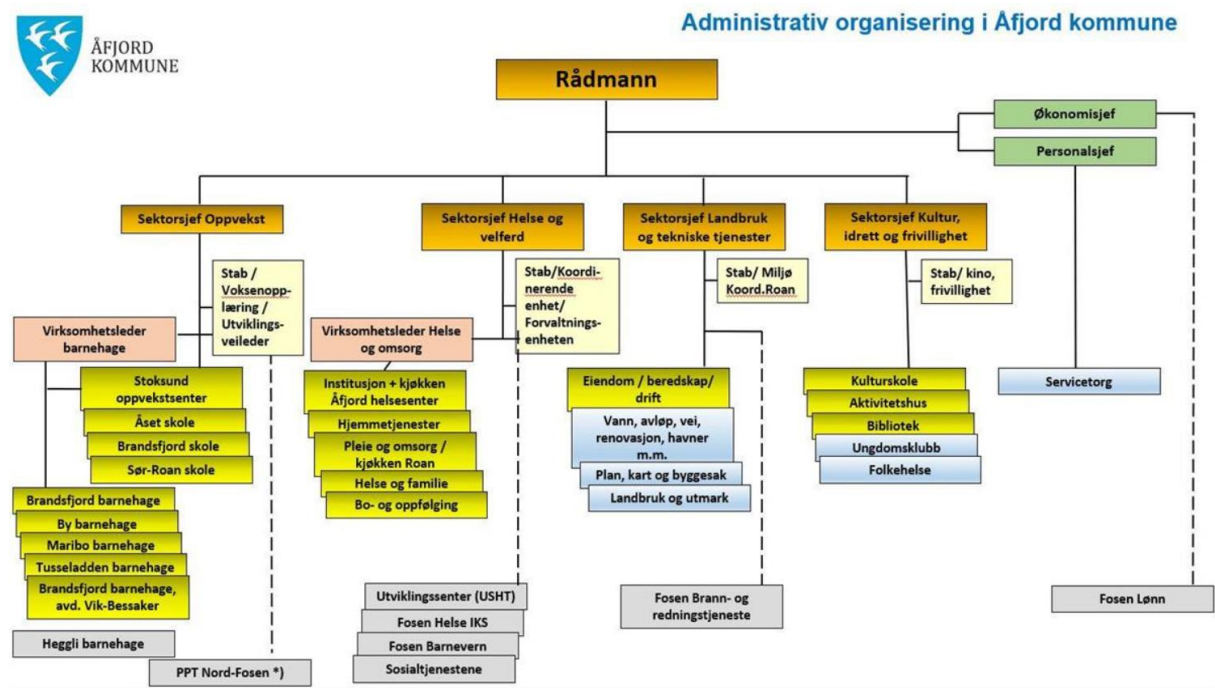 Administrativ organisering i Åfjord kommune
ÅFJORD
KOMMUNE
Rådmann
Økonomisjef
Personalsjef
Sektorsjef Oppvekst
Sektorsjef Helse og
velferd
Sektorsjef Landbruk
og tekniske tjenester
Sektorsjef Kultur,
idrett og frivillighet
Stab /
Voksenopp-
læring /
Utviklings-
veileder
Stab/Koordi-
nerende
enhet/
Forvaltnings-
enheten
Stab/ Miljø
Koord.Roan
Stab/ kino,
frivillighet
Virksomhetsleder
barnehage
Virksomhetsleder Helse
og omsorg
Stoksund
oppvekstsenter
Åset skole
Brandsfjord skole
Sør-Roan skole
Institusjon + kjøkken
Åfjord helsesenter
Hjemmetjenester
Pleie og omsorg /
kjøkken Roan
Helse og familie
Bo- og oppfølging
Eiendom / beredskap/
drift
Vann, avløp, vei,
renovasjon, havner
m.m.
Plan, kart og byggesak
Landbruk og utmark
Kulturskole
Aktivitetshus
Bibliotek
Ungdomsklubb
Folkehelse
Servicetorg
Brandsfjord barnehage
By barnehage
Maribo barnehage
Tusseladden barnehage
Brandsfjord barnehage,
avd. Vik-Bessaker
Heggli barnehage
PPT Nord-Fosen *)
Utviklingssenter (USHT)
Fosen Helse IKS
Fosen Barnevern
Sosialtjenestene
Fosen Brann- og
redningstjeneste
Fosen Lønn